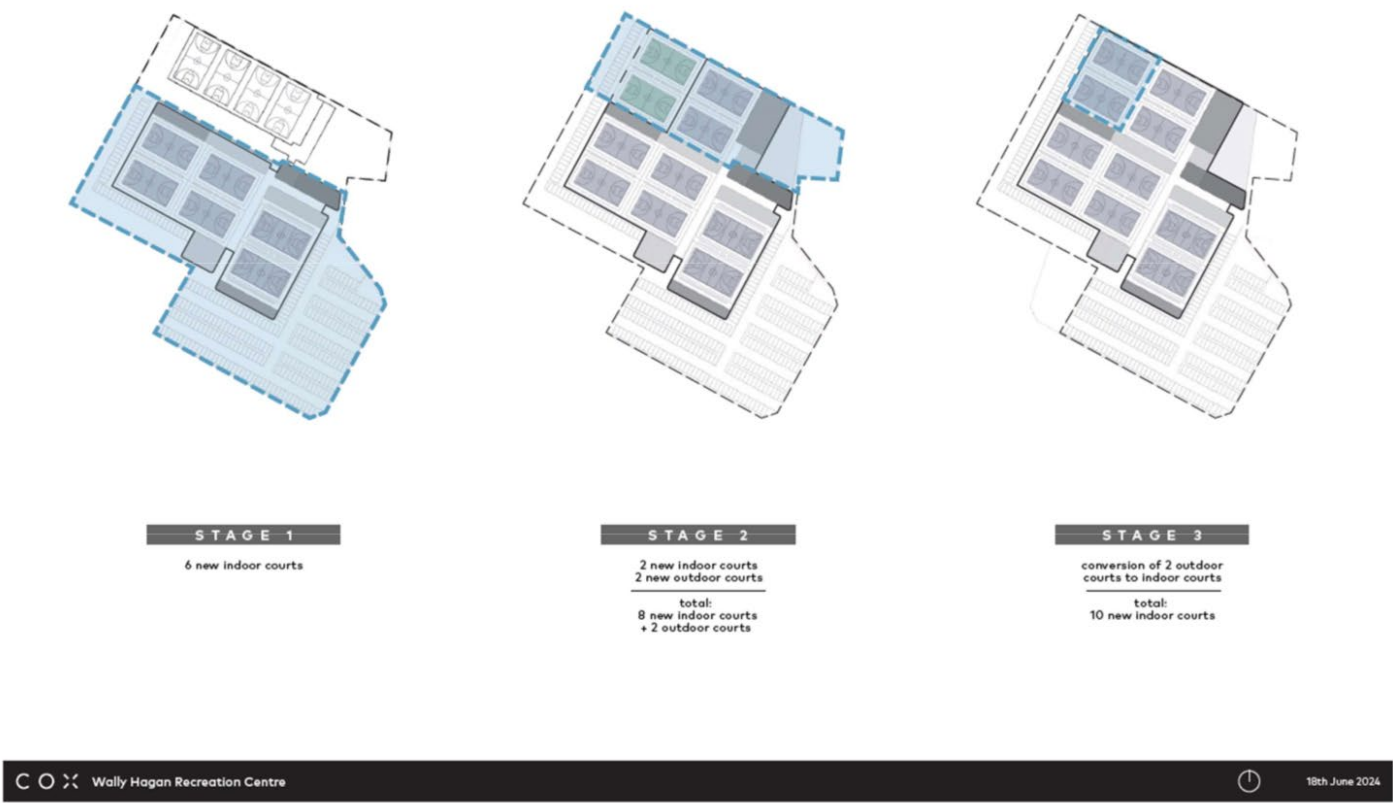 STAGE 1
6 new indoor courts
STAGE 2
2 new indoor courts
2 new outdoor courts
total:
8 new indoor courts
+ 2 outdoor courts
STAGE 3
conversion of 2 outdoor
courts to indoor courts
total:
10 new indoor courts
COX Wally Hagan Recreation Centre
18th June 2024